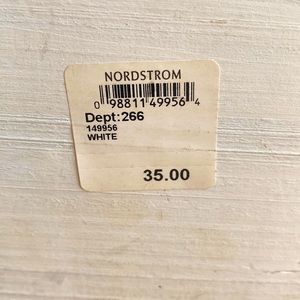 NORDSTROM
0 98811 49956 4
Dept:266
149956
WHITE
35.00